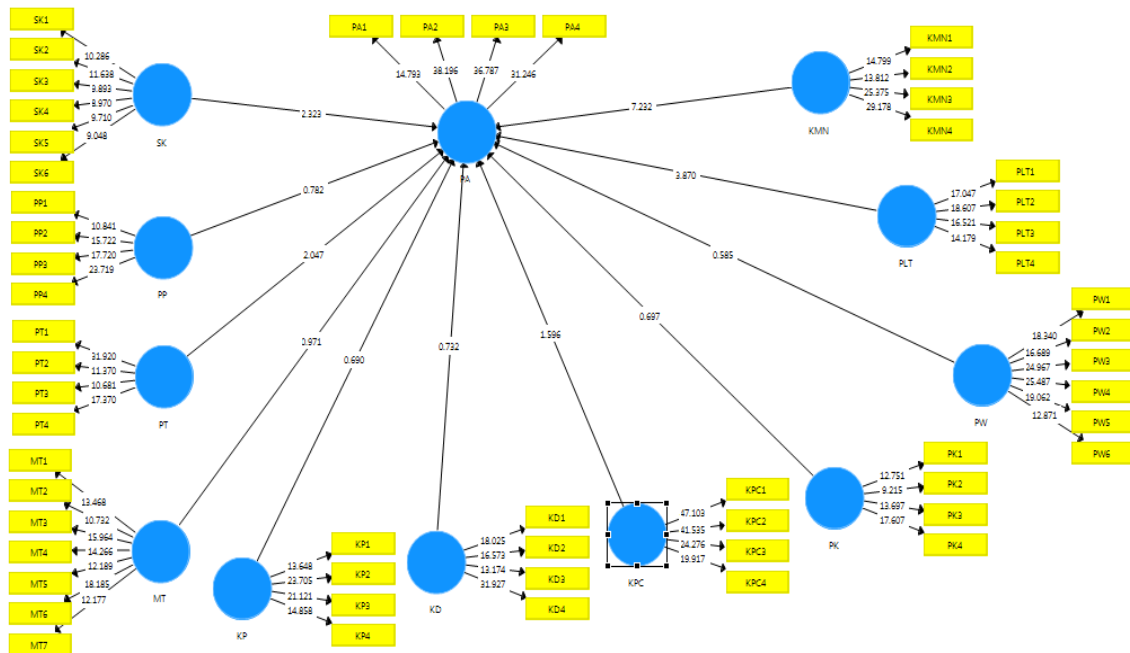 SK1
SK2
SK3
SK4
SK5
SK6
10.286
11.638
3.893
8.970
9.710
9.048
SK
2.323
PA1
PA2
PA3
PA4
14.793
38.196
36.787
31.246
PA
KMN1
KMN2
KMN3
KMN4
14.799
13.812
25.375
29.178
KMN
7.232
PP1
PP2
PP3
PP4
10.841
15.722
17.720
23.719
PP
0.782
PLT1
PLT2
PLT3
PLT4
17.047
18.607
16.521
14.179
PLT
3.870
PT1
PT2
PT3
PT4
31.920
11.370
10.681
17.370
PT
2.047
PW1
PW2
PW3
PW4
PW5
PW6
18.340
16.689
24.967
25.487
19.062
12.871
PW
0.585
MT1
MT2
MT3
MT4
MT5
MT6
MT7
13.468
10.732
15.964
14.266
12.189
18.185
12.177
MT
0.971
KP1
KP2
KP3
KP4
13.648
23.705
21.121
14.858
KP
0.690
KD1
KD2
KD3
KD4
18.025
16.573
13.174
31.927
KD
0.732
KPC1
KPC2
KPC3
KPC4
47.103
41.535
24.276
19.917
KPC
1.596
PK1
PK2
PK3
PK4
12.751
9.215
13.697
17.607
PK
0.697